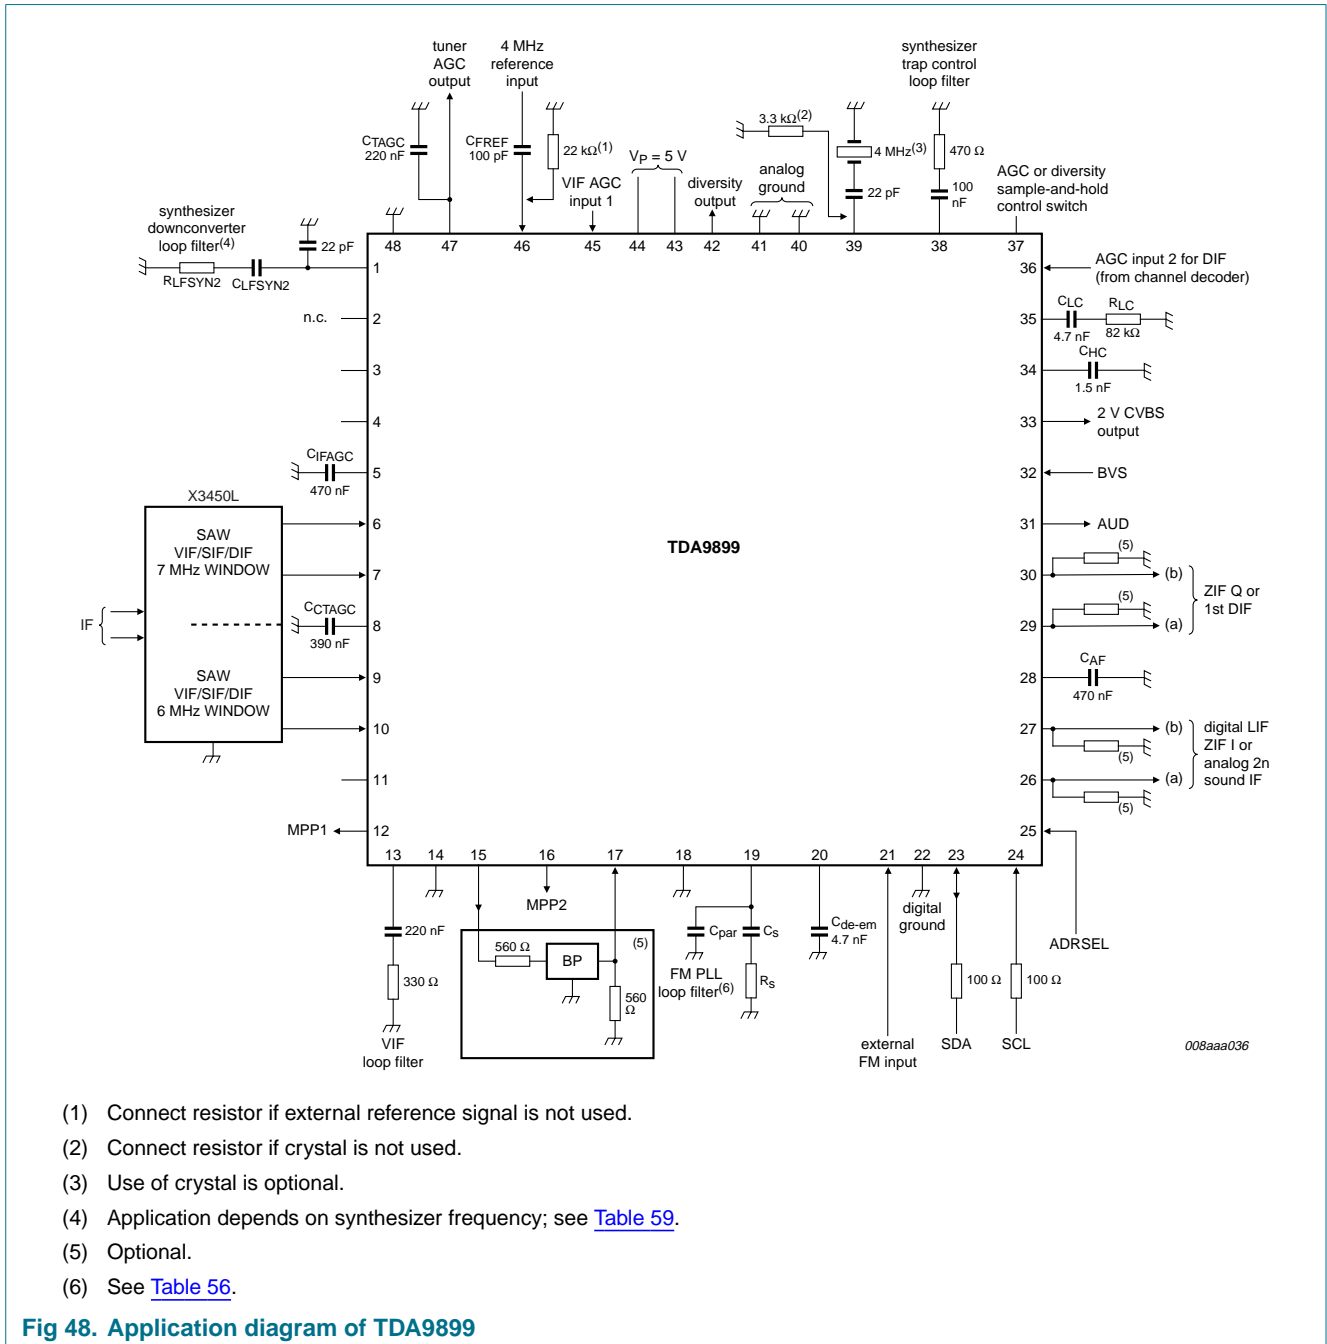 tuner
AGC
output
4 MHz
reference
input
synthesizer
trap control
loop filter
CTAGC
220 nF
CFREF
100 pF
22 kΩ(1)
VP = 5 V
3.3 kΩ(2)
4 MHz(3)
22 pF
470 Ω
100
nF
VIF AGC
input 1
diversity
output
analog
ground
AGC or diversity
sample-and-hold
control switch
synthesizer
downconverter
loop filter(4)
22 pF
RLFSYN2
CLFSYN2
48
47
46
45
44
43
42
41
40
39
38
37
1
36
AGC input 2 for DIF
(from channel decoder)
n.c.
2
35
CLC
4.7 nF
RLC
82 kΩ
3
34
CHC
1.5 nF
4
33
2 V CVBS
output
CIFAGC
470 nF
5
32
BVS
X3450L
SAW
VIF/SIF/DIF
7 MHz WINDOW
6
31
AUD
TDA9899
7
30
(5)
(b)
ZIF Q or
1st DIF
IF
CCTAGC
390 nF
8
29
(5)
(a)
SAW
VIF/SIF/DIF
6 MHz WINDOW
9
28
CAF
470 nF
10
27
(b)
(5)
digital LIF
ZIF I or
analog 2n
sound IF
11
26
(a)
(5)
MPP1
12
25
13
14
15
16
17
18
19
20
21
22
23
24
220 nF
330 Ω
VIF
loop filter
MPP2
560 Ω
BP
(5)
560
Ω
Cpar
Cs
FM PLL
loop filter(6)
Rs
Cde-em
4.7 nF
digital
ground
ADRSEL
100 Ω
100 Ω
external
FM input
SDA
SCL
008aaa036
(1) Connect resistor if external reference signal is not used.
(2) Connect resistor if crystal is not used.
(3) Use of crystal is optional.
(4) Application depends on synthesizer frequency; see Table 59.
(5) Optional.
(6) See Table 56.
Fig 48. Application diagram of TDA9899